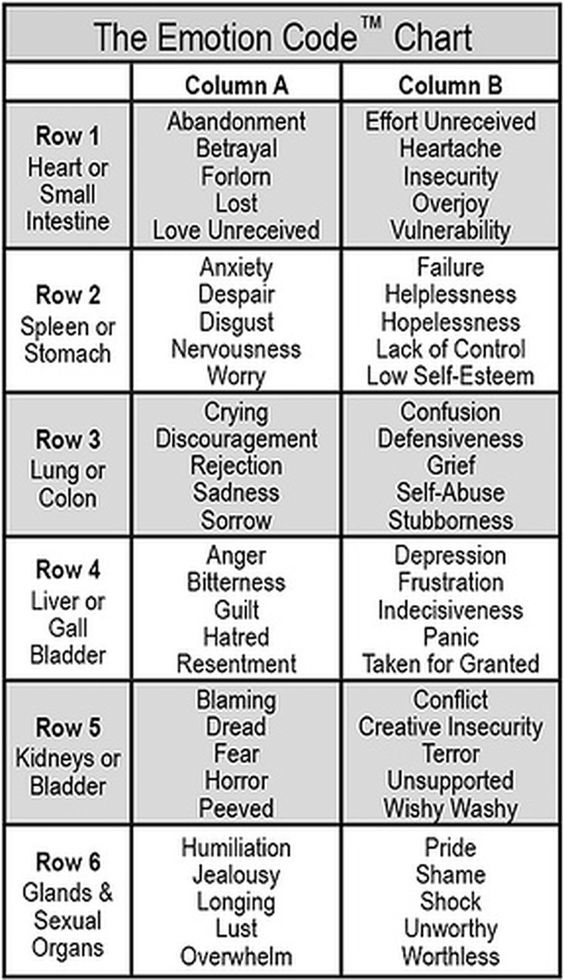 The Emotion Code™ Chart
Column A
Column B
Row 1
Heart or
Small
Intestine
Abandonment
Betrayal
Forlorn
Lost
Love Unreceived
Effort Unreceived
Heartache
Insecurity
Overjoy
Vulnerability
Row 2
Spleen or
Stomach
Anxiety
Despair
Disgust
Nervousness
Worry
Failure
Helplessness
Hopelessness
Lack of Control
Low Self-Esteem
Row 3
Lung or
Colon
Crying
Discouragement
Rejection
Sadness
Sorrow
Confusion
Defensiveness
Grief
Self-Abuse
Stubborness
Row 4
Liver or
Gall
Bladder
Anger
Bitterness
Guilt
Hatred
Resentment
Depression
Frustration
Indecisiveness
Panic
Taken for Granted
Row 5
Kidneys or
Bladder
Blaming
Dread
Fear
Horror
Peeved
Conflict
Creative Insecurity
Terror
Unsupported
Wishy Washy
Row 6
Glands &
Sexual
Organs
Humiliation
Jealousy
Longing
Lust
Overwhelm
Pride
Shame
Shock
Unworthy
Worthless